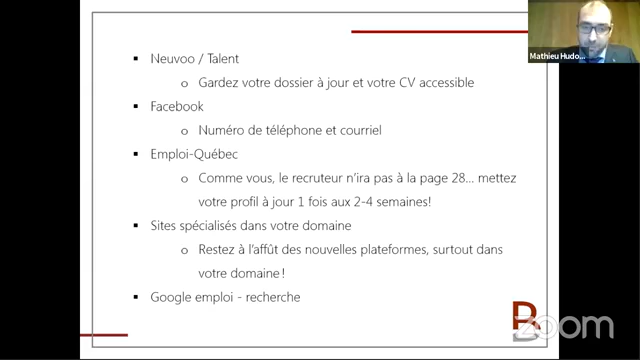 Mathieu Hudo...
Neuvoo / Talent
Gardez votre dossier à jour et votre CV accessible
Facebook
Numéro de téléphone et courriel
Emploi-Québec
Comme vous, le recruteur n’ira pas à la page 28... mettez
votre profil à jour 1 fois aux 2-4 semaines!
Sites spécialisés dans votre domaine
Restez à l’affût des nouvelles plateformes, surtout dans
votre domaine!
Google emploi - recherche
R
zoom